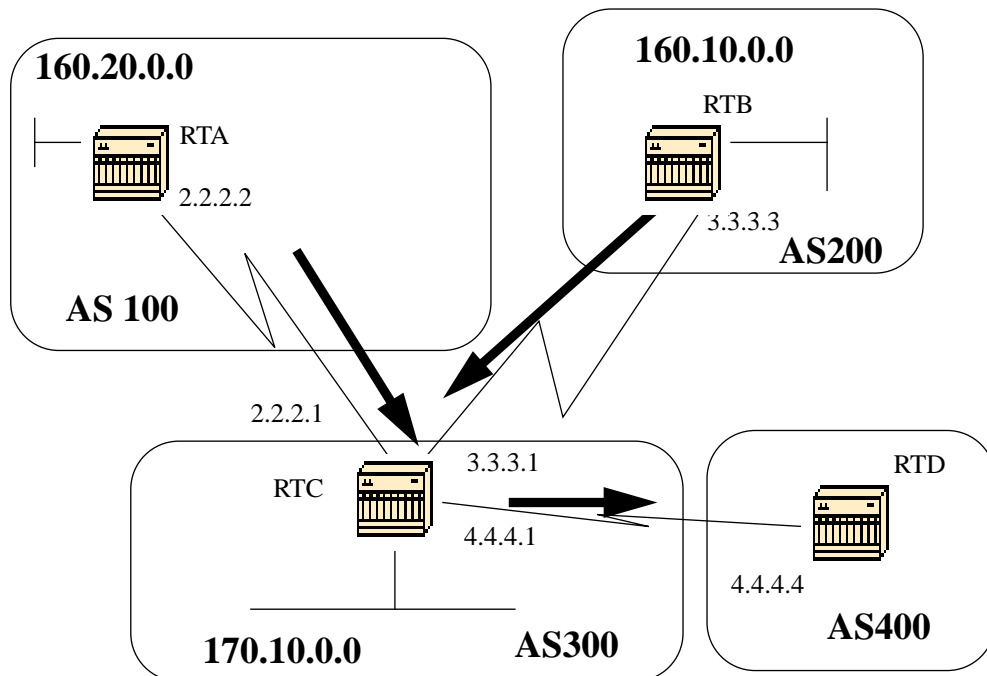 160.20.0.0
160.10.0.0
RTA
RTB
2.2.2.2
3.3.3.3
AS200
AS 100
2.2.2.1
3.3.3.1
RTC
RTD
4.4.4.1
4.4.4.4
170.10.0.0
AS300
AS400